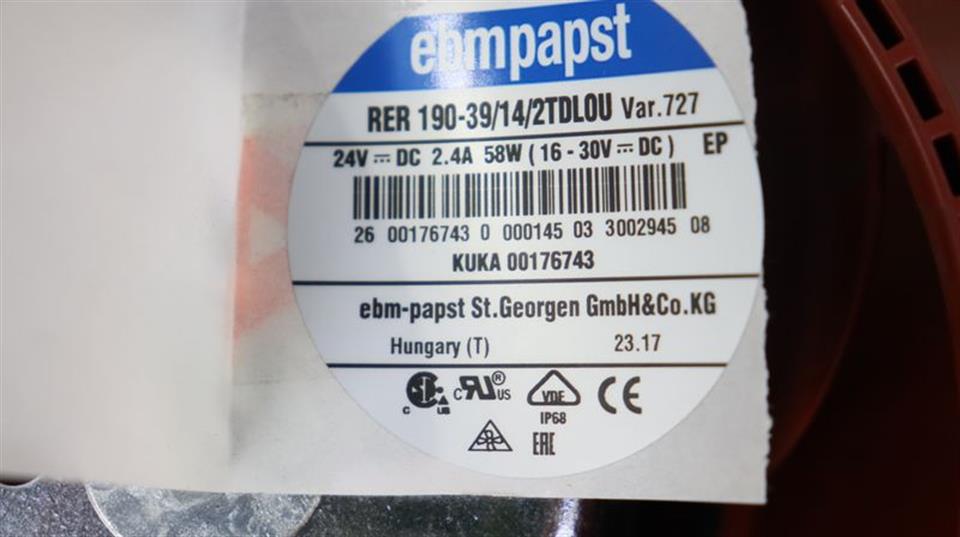 ebmpapst
RER 190-39/14/2TDLOU Var.727
24V ⎓ DC 2.4A 58W ( 16 - 30V ⎓ DC ) EP
26 00176743 0 000145 03 3002945 08
KUKA 00176743
ebm-papst St.Georgen GmbH&Co.KG
Hungary (T) 23.17
C US C US VDE CE
IP68
EAC